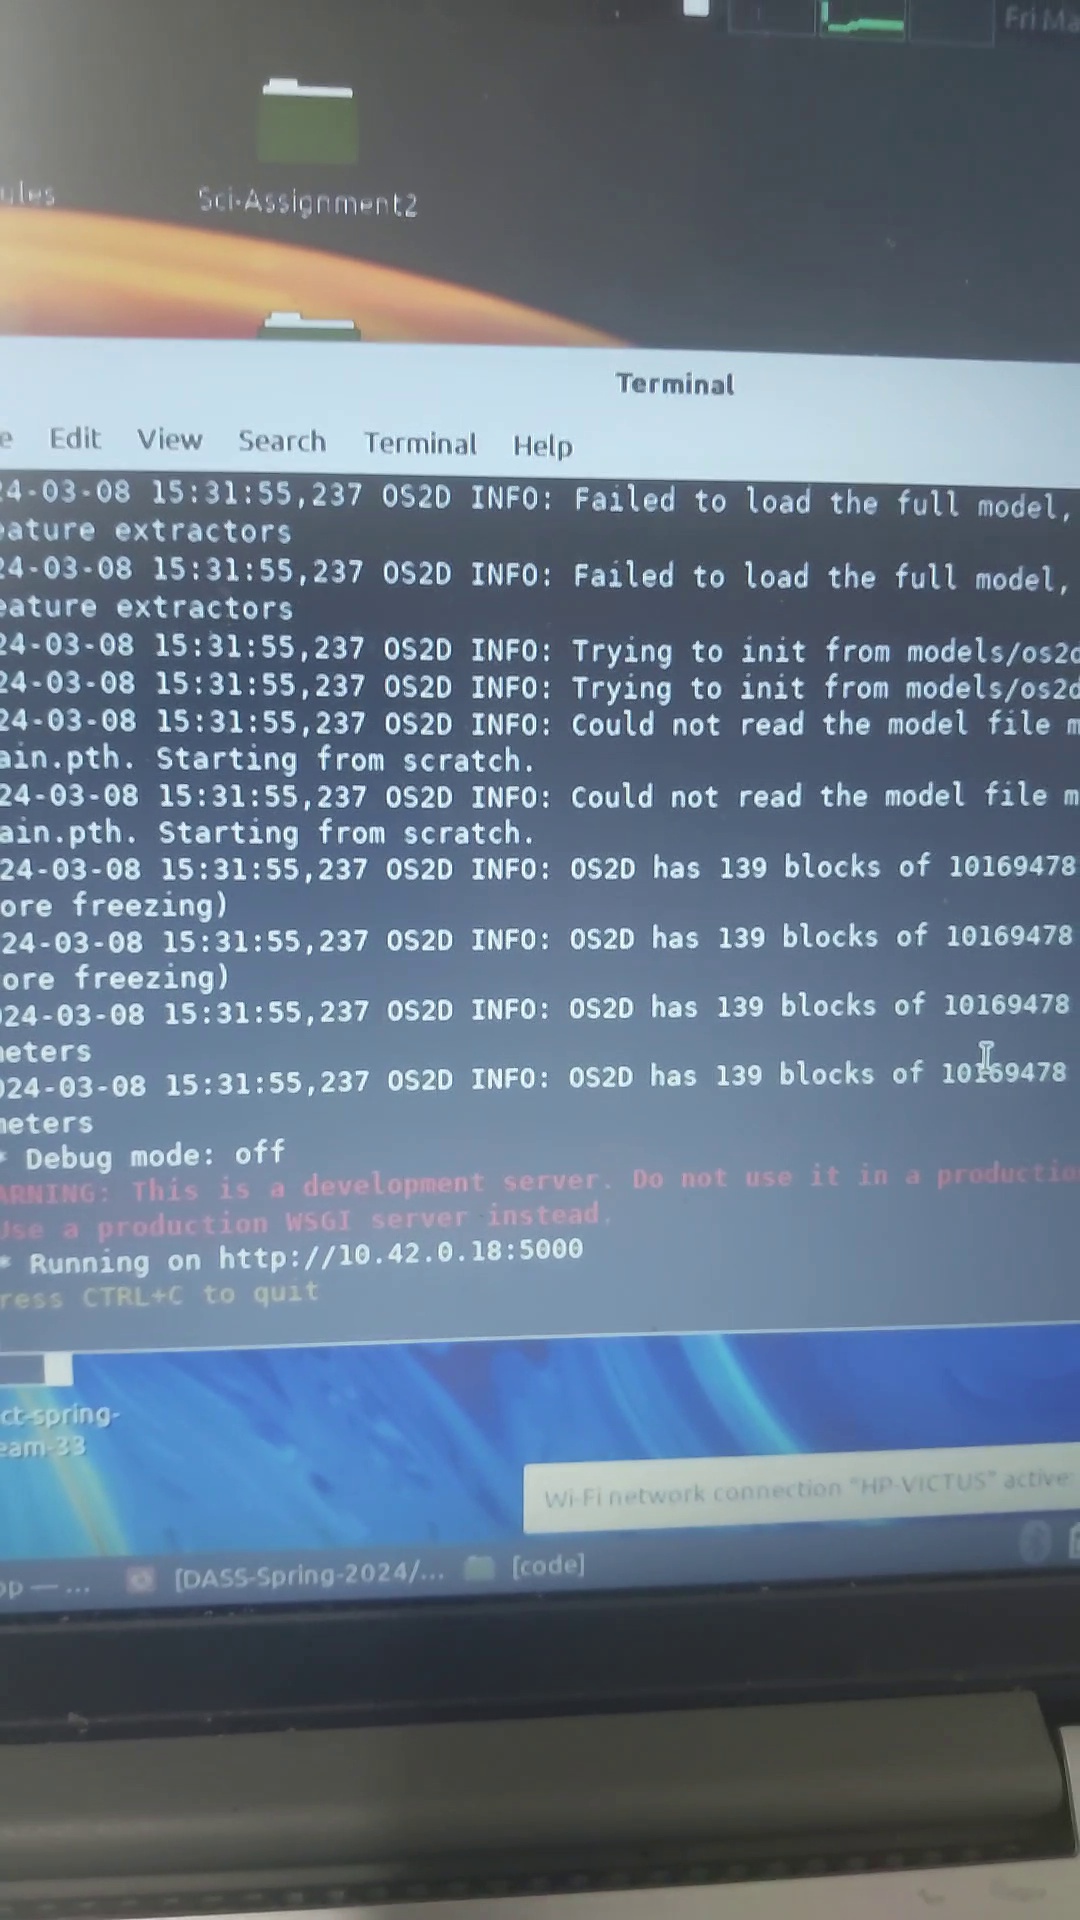 Fri Ma
ules
Sci-Assignment2
Terminal
e Edit View Search Terminal Help
24-03-08 15:31:55,237 OS2D INFO: Failed to load the full model,
eature extractors
24-03-08 15:31:55,237 OS2D INFO: Failed to load the full model,
eature extractors
24-03-08 15:31:55,237 OS2D INFO: Trying to init from models/os2d
24-03-08 15:31:55,237 OS2D INFO: Trying to init from models/os2d
24-03-08 15:31:55,237 OS2D INFO: Could not read the model file m
ain.pth. Starting from scratch.
24-03-08 15:31:55,237 OS2D INFO: Could not read the model file m
ain.pth. Starting from scratch.
24-03-08 15:31:55,237 OS2D INFO: OS2D has 139 blocks of 10169478
ore freezing)
24-03-08 15:31:55,237 OS2D INFO: OS2D has 139 blocks of 10169478
ore freezing)
024-03-08 15:31:55,237 OS2D INFO: OS2D has 139 blocks of 10169478
meters
024-03-08 15:31:55,237 OS2D INFO: OS2D has 139 blocks of 10169478
meters
* Debug mode: off
ARNING: This is a development server. Do not use it in a productio
Use a production WSGI server instead.
* Running on http://10.42.0.18:5000
ress CTRL+C to quit
ct-spring-
eam-33
Wi-Fi network connection "HP-VICTUS" active
op — ... [DASS-Spring-2024/... [code]